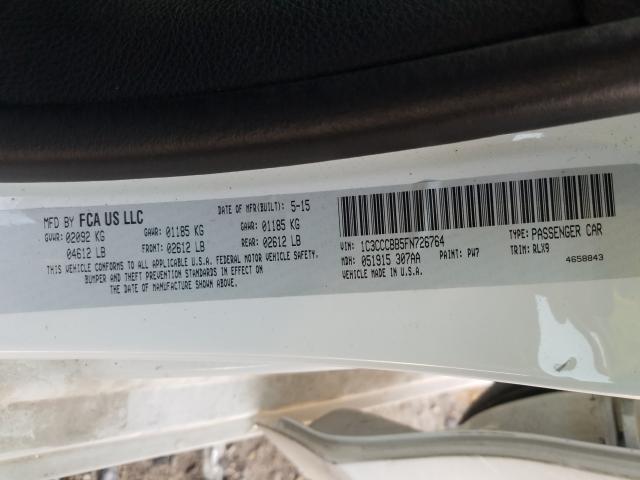 MFD BY FCA US LLC
DATE OF MFR(BUILT): 5-15
GVWR: 02092 KG GAWR: 01185 KG GAWR: 01185 KG
04612 LB FRONT: 02612 LB REAR: 02612 LB
THIS VEHICLE CONFORMS TO ALL APPLICABLE U.S.A. FEDERAL MOTOR VEHICLE SAFETY,
BUMPER AND THEFT PREVENTION STANDARDS IN EFFECT ON
THE DATE OF MANUFACTURE SHOWN ABOVE.
VIN: 1C3CCCBB5FN726764 TYPE: PASSENGER CAR
MDH: 051915 307AA PAINT: PW7 TRIM: RLX9
VEHICLE MADE IN U.S.A. 4658843